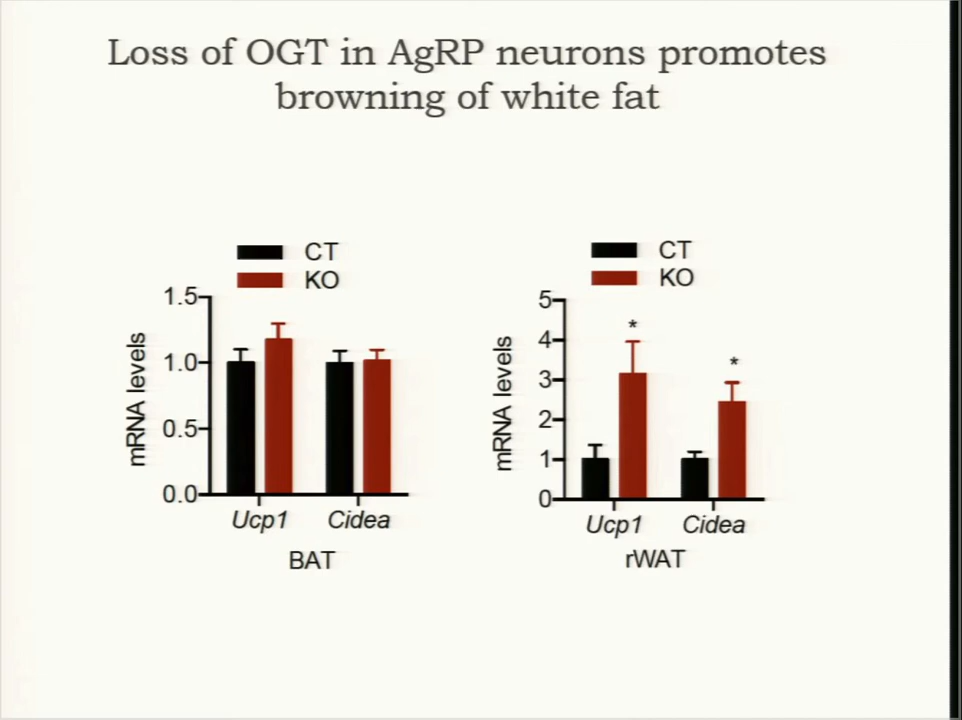 Loss of OGT in AgRP neurons promotes
browning of white fat
CT
KO
1.5
1.0
0.5
0.0
mRNA levels
Ucp1 Cidea
BAT
CT
KO
5
4
3
2
1
0
mRNA levels
* *
Ucp1 Cidea
rWAT